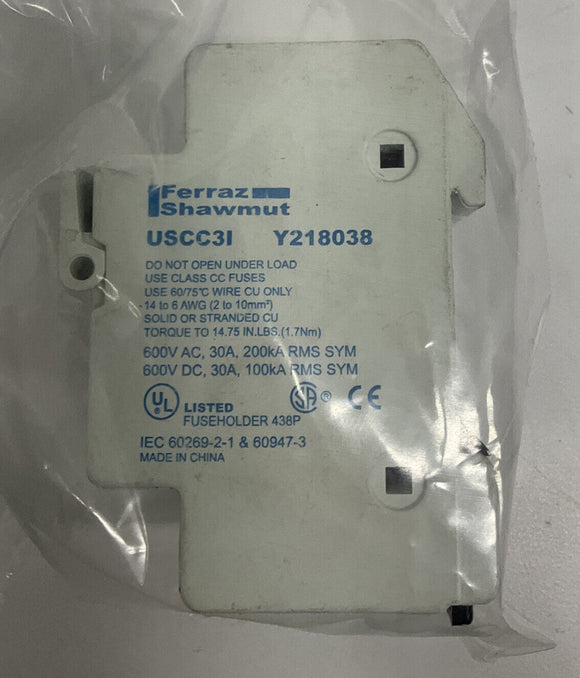 Ferraz
Shawmut
USCC3I Y218038
DO NOT OPEN UNDER LOAD
USE CLASS CC FUSES
USE 60/75°C WIRE CU ONLY
14 to 6 AWG (2 to 10mm²)
SOLID OR STRANDED CU
TORQUE TO 14.75 IN.LBS.(1.7Nm)
600V AC, 30A, 200kA RMS SYM
600V DC, 30A, 100kA RMS SYM
UL LISTED SA ® CE
FUSEHOLDER 438P
IEC 60269-2-1 & 60947-3
MADE IN CHINA